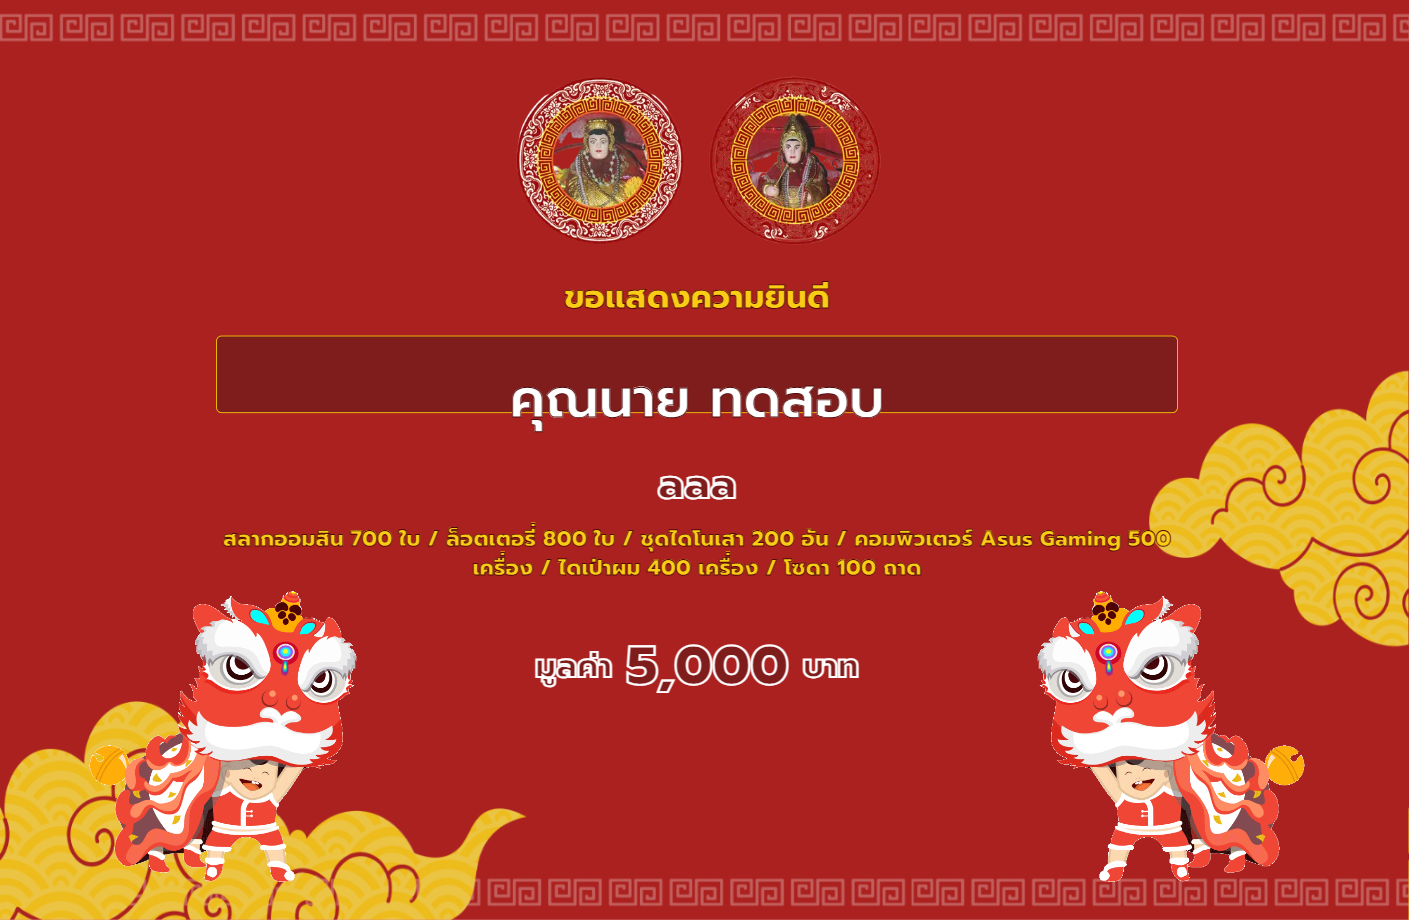 ขอแสดงความยินดี
คุณนาย ทดสอบ
aaa
สลากออมสิน 700 ใบ / ล็อตเตอรี่ 800 ใบ / ชุดไดโนเสา 200 อัน / คอมพิวเตอร์ Asus Gaming 500
เครื่อง / ไดเป่าผม 400 เครื่อง / โซดา 100 ถาด
มูลค่า 5,000 บาท